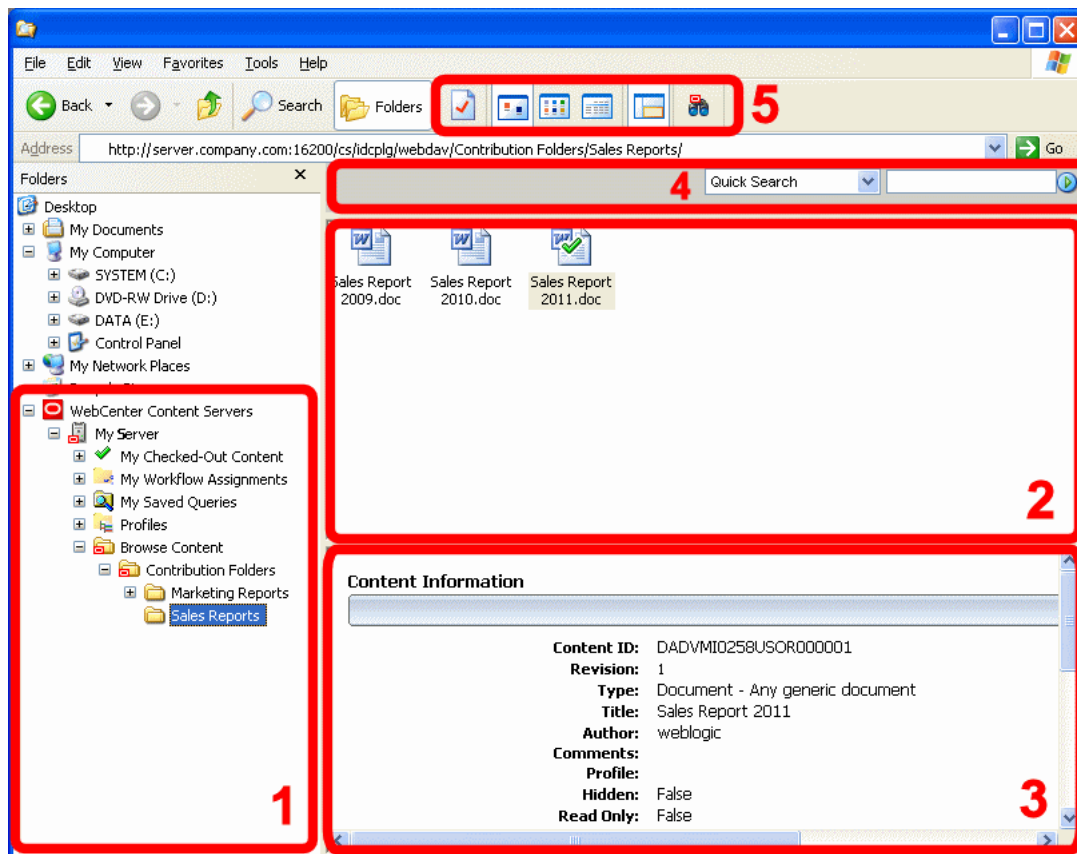 File Edit View Favorites Tools Help
Back Search Folders 5
Address http://server.company.com:16200/cs/idcplg/webdav/Contribution Folders/Sales Reports/ Go
Folders x
4 Quick Search
Desktop
My Documents
My Computer
SYSTEM (C:)
DVD-RW Drive (D:)
DATA (E:)
Control Panel
My Network Places
WebCenter Content Servers
My Server
My Checked-Out Content
My Workflow Assignments
My Saved Queries
Profiles
Browse Content
Contribution Folders
Marketing Reports
Sales Reports
1
Sales Report 2009.doc
Sales Report 2010.doc
Sales Report 2011.doc
2
Content Information
Content ID: DADVMI0258USOR000001
Revision: 1
Type: Document - Any generic document
Title: Sales Report 2011
Author: weblogic
Comments:
Profile:
Hidden: False
Read Only: False
3